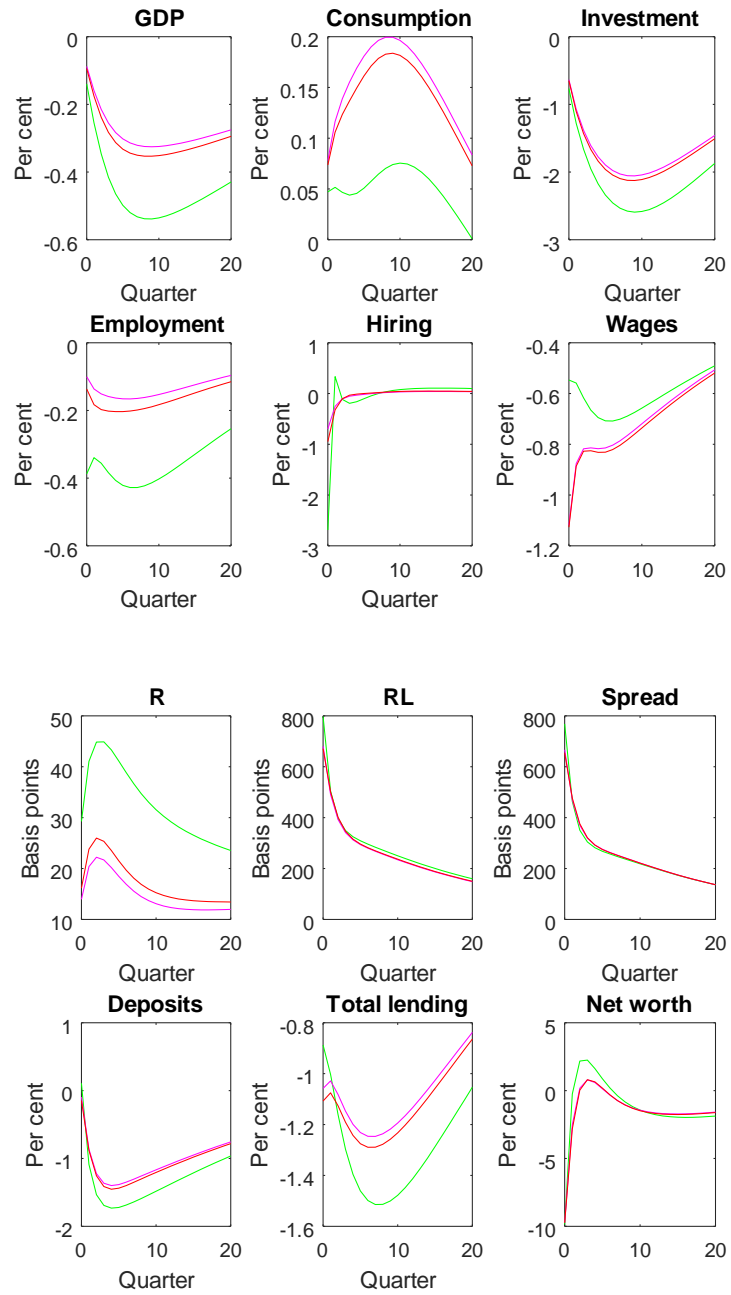 GDP
Consumption
Investment
0
-0.2
-0.4
-0.6
Per cent
0 10 20
Quarter
0.2
0.15
0.1
0.05
0
Per cent
0 10 20
Quarter
0
-1
-2
-3
Per cent
0 10 20
Quarter
Employment
Hiring
Wages
0
-0.2
-0.4
-0.6
Per cent
0 10 20
Quarter
1
0
-1
-2
-3
Per cent
0 10 20
Quarter
-0.4
-0.6
-0.8
-1
-1.2
Per cent
0 10 20
Quarter
R
RL
Spread
50
40
30
20
10
Basis points
0 10 20
Quarter
800
600
400
200
0
Basis points
0 10 20
Quarter
800
600
400
200
0
Basis points
0 10 20
Quarter
Deposits
Total lending
Net worth
1
0
-1
-2
Per cent
0 10 20
Quarter
-0.8
-1
-1.2
-1.4
-1.6
Per cent
0 10 20
Quarter
5
0
-5
-10
Per cent
0 10 20
Quarter